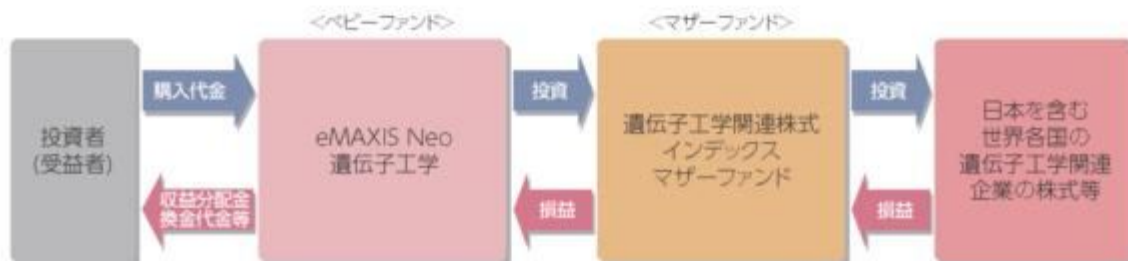 <ベビーファンド>
<マザーファンド>
投資者
(受益者)
購入代金
収益分配金
換金代金等
eMAXIS Neo
遺伝子工学
投資
損益
遺伝子工学関連株式
インデックス
マザーファンド
投資
損益
日本を含む
世界各国の
遺伝子工学関連
企業の株式等